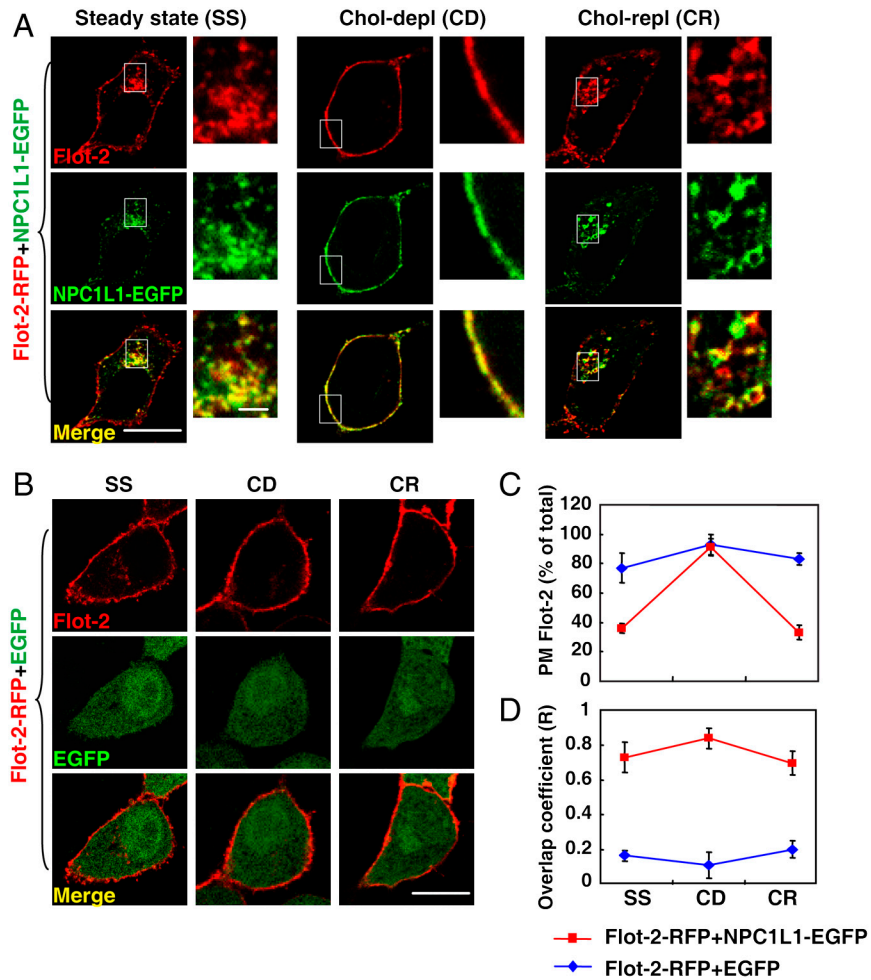 A
Steady state (SS)
Chol-depl (CD)
Chol-repl (CR)
Flot-2-RFP+NPC1L1-EGFP
Flot-2
NPC1L1-EGFP
Merge
B
SS
CD
CR
Flot-2-RFP+EGFP
Flot-2
EGFP
Merge
C
PM Flot-2 (% of total)
120
100
80
60
40
20
0
D
Overlap coefficient (R)
1
0.8
0.6
0.4
0.2
0
SS
CD
CR
Flot-2-RFP+NPC1L1-EGFP
Flot-2-RFP+EGFP